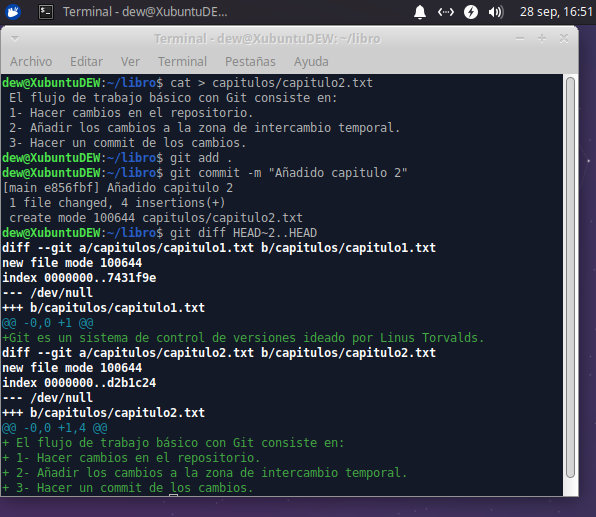 Terminal - dew@XubuntuDE...
28 sep, 16:51
Terminal - dew@XubuntuDEW: ~/libro
Archivo Editar Ver Terminal Pestañas Ayuda
dew@XubuntuDEW:~/libro$ cat > capitulos/capitulo2.txt
El flujo de trabajo básico con Git consiste en:
1- Hacer cambios en el repositorio.
2- Añadir los cambios a la zona de intercambio temporal.
3- Hacer un commit de los cambios.
dew@XubuntuDEW:~/libro$ git add .
dew@XubuntuDEW:~/libro$ git commit -m "Añadido capitulo 2"
[main e856fbf] Añadido capitulo 2
1 file changed, 4 insertions(+)
create mode 100644 capitulos/capitulo2.txt
dew@XubuntuDEW:~/libro$ git diff HEAD~2..HEAD
diff --git a/capitulos/capitulo1.txt b/capitulos/capitulo1.txt
new file mode 100644
index 0000000..7431f9e
--- /dev/null
+++ b/capitulos/capitulo1.txt
@@ -0,0 +1 @@
+Git es un sistema de control de versiones ideado por Linus Torvalds.
diff --git a/capitulos/capitulo2.txt b/capitulos/capitulo2.txt
new file mode 100644
index 0000000..d2b1c24
--- /dev/null
+++ b/capitulos/capitulo2.txt
@@ -0,0 +1,4 @@
+ El flujo de trabajo básico con Git consiste en:
+ 1- Hacer cambios en el repositorio.
+ 2- Añadir los cambios a la zona de intercambio temporal.
+ 3- Hacer un commit de los cambios.